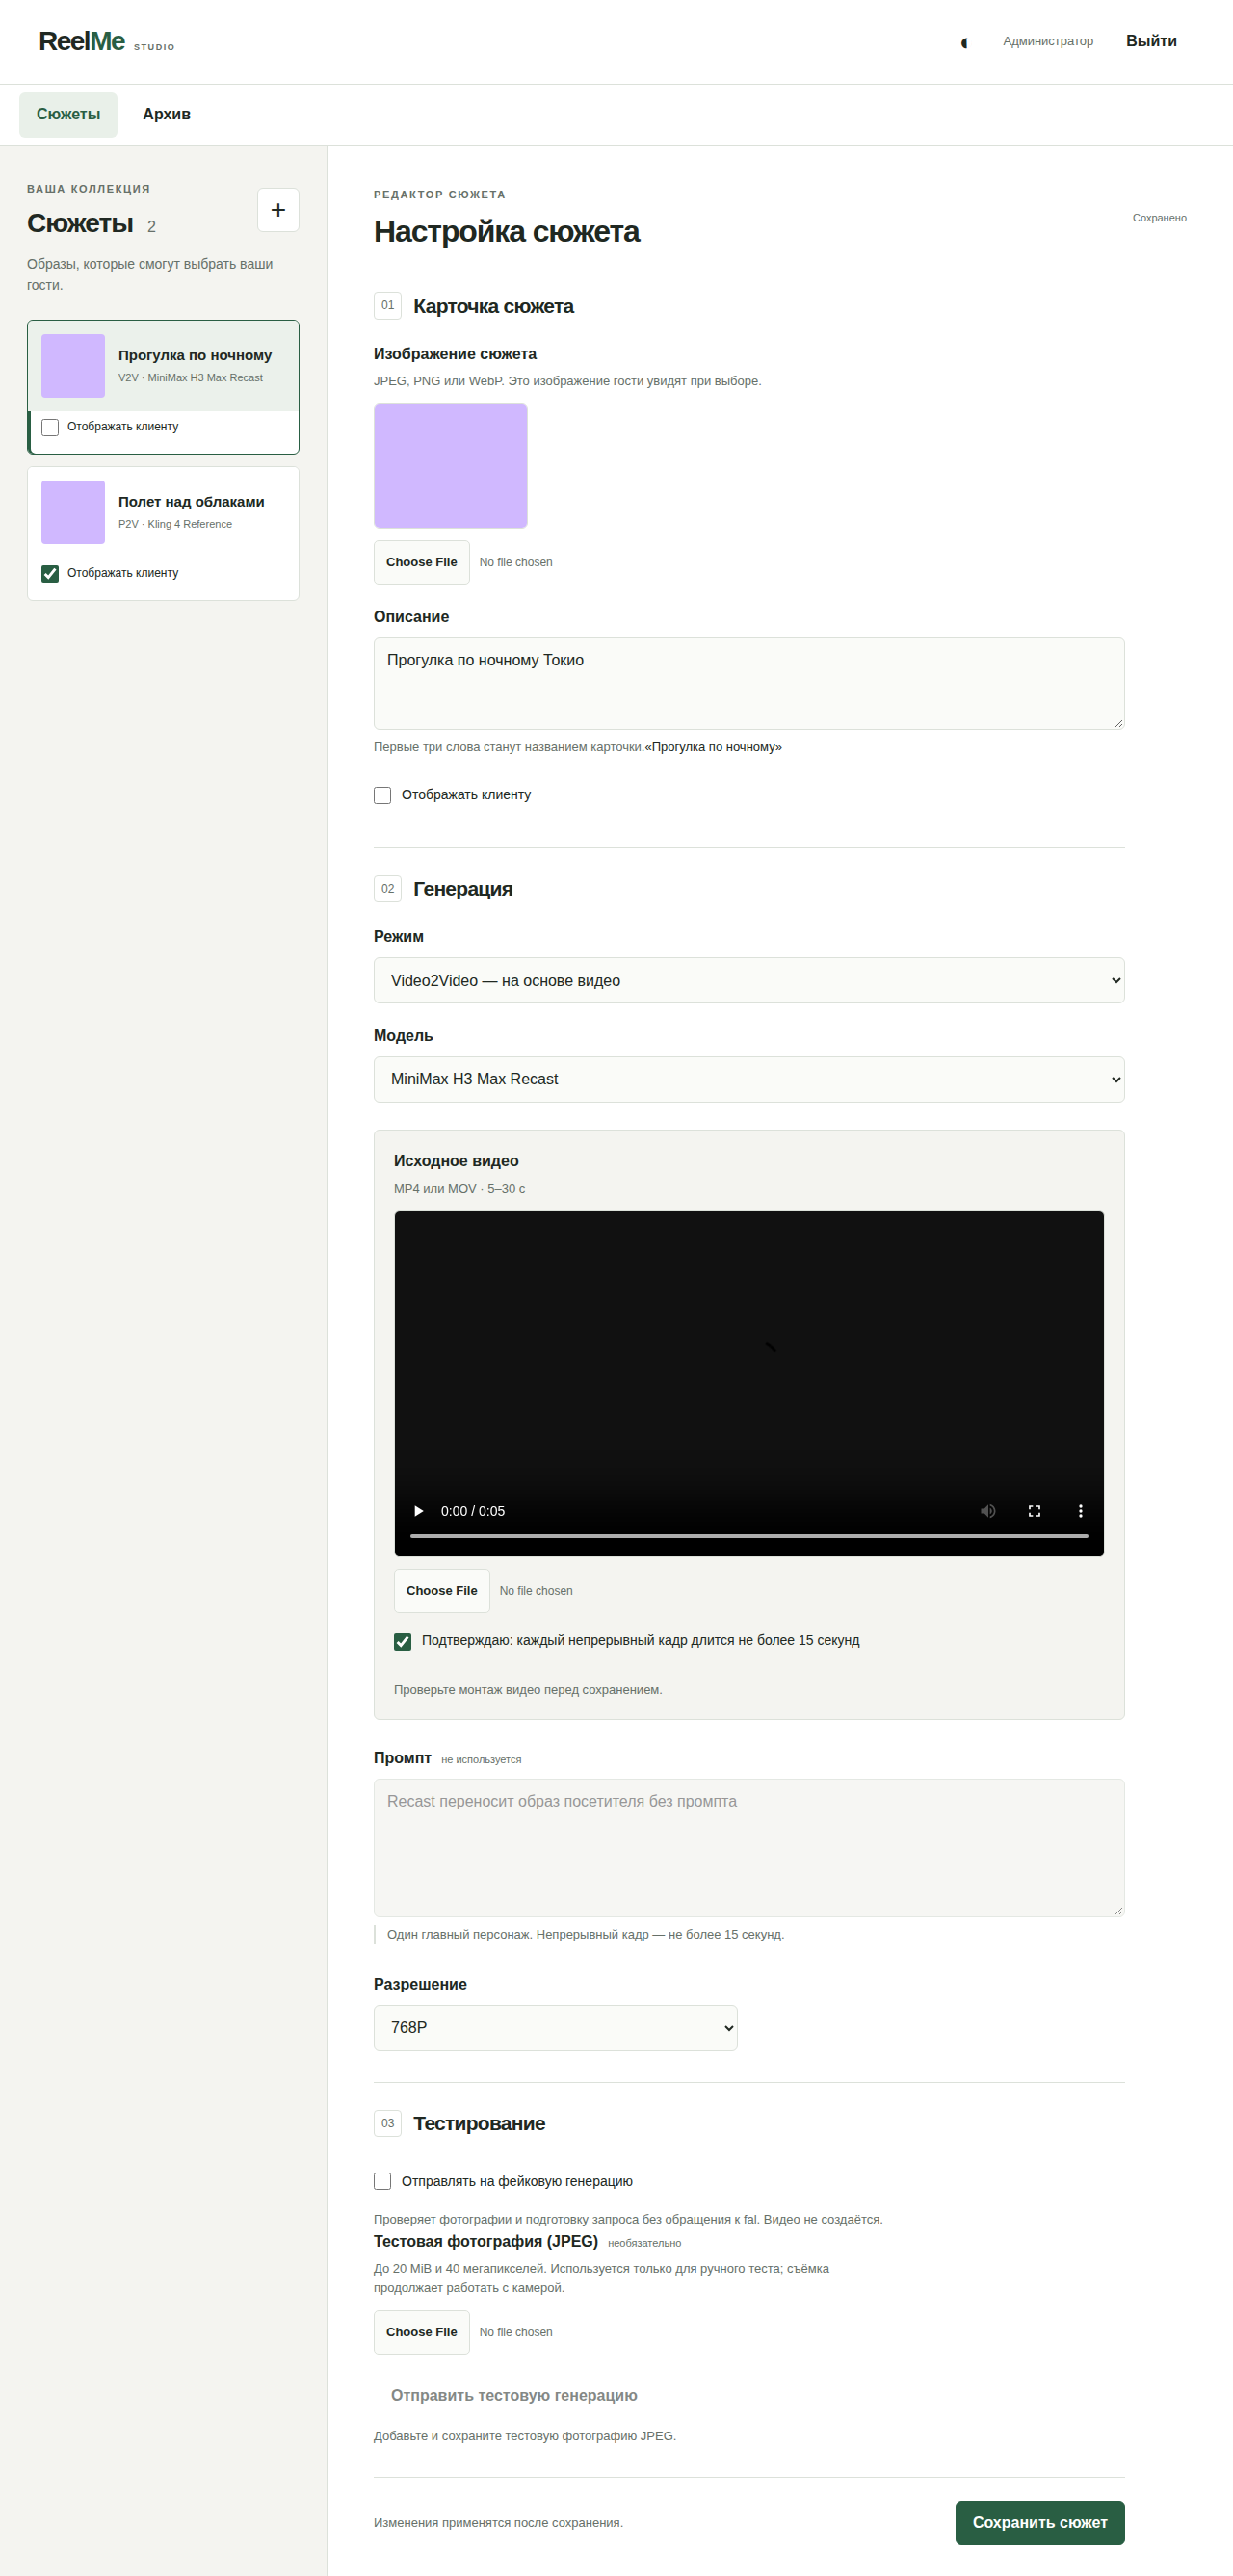 ReelMe STUDIO
Администратор
Выйти
Сюжеты
Архив
ВАША КОЛЛЕКЦИЯ
Сюжеты 2
+
Образы, которые смогут выбрать ваши
гости.
Прогулка по ночному
V2V · MiniMax H3 Max Recast
Отображать клиенту
Полет над облаками
P2V · Kling 4 Reference
Отображать клиенту
РЕДАКТОР СЮЖЕТА
Настройка сюжета
Сохранено
01 Карточка сюжета
Изображение сюжета
JPEG, PNG или WebP. Это изображение гости увидят при выборе.
Choose File No file chosen
Описание
Прогулка по ночному Токио
Первые три слова станут названием карточки.«Прогулка по ночному»
Отображать клиенту
02 Генерация
Режим
Video2Video — на основе видео
Модель
MiniMax H3 Max Recast
Исходное видео
MP4 или MOV · 5–30 с
0:00 / 0:05
Choose File No file chosen
Подтверждаю: каждый непрерывный кадр длится не более 15 секунд
Проверьте монтаж видео перед сохранением.
Промпт не используется
Recast переносит образ посетителя без промпта
Один главный персонаж. Непрерывный кадр — не более 15 секунд.
Разрешение
768P
03 Тестирование
Отправлять на фейковую генерацию
Проверяет фотографии и подготовку запроса без обращения к fal. Видео не создаётся.
Тестовая фотография (JPEG) необязательно
До 20 MiB и 40 мегапикселей. Используется только для ручного теста; съёмка
продолжает работать с камерой.
Choose File No file chosen
Отправить тестовую генерацию
Добавьте и сохраните тестовую фотографию JPEG.
Изменения применятся после сохранения.
Сохранить сюжет